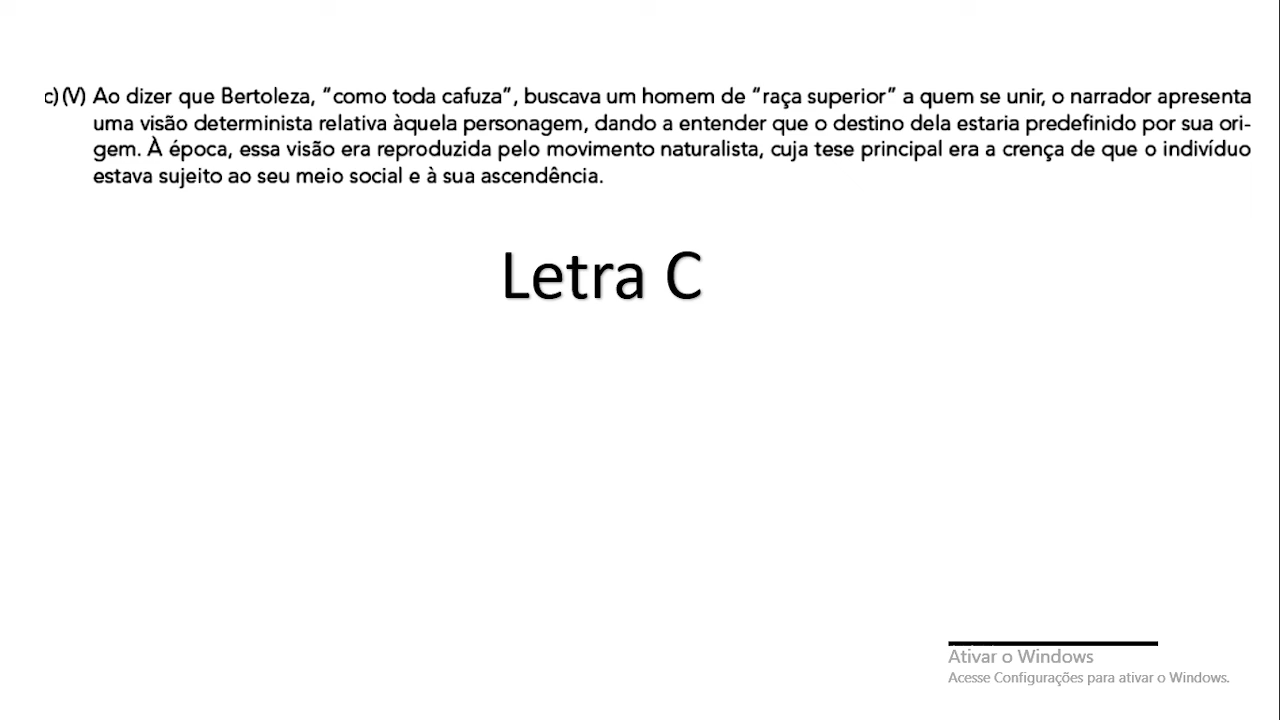 c) (V) Ao dizer que Bertoleza, “como toda cafuza”, buscava um homem de “raça superior” a quem se unir, o narrador apresenta
uma visão determinista relativa àquela personagem, dando a entender que o destino dela estaria predefinido por sua ori-
gem. À época, essa visão era reproduzida pelo movimento naturalista, cuja tese principal era a crença de que o indivíduo
estava sujeito ao seu meio social e à sua ascendência.
Letra C
Ativar o Windows
Acesse Configurações para ativar o Windows.